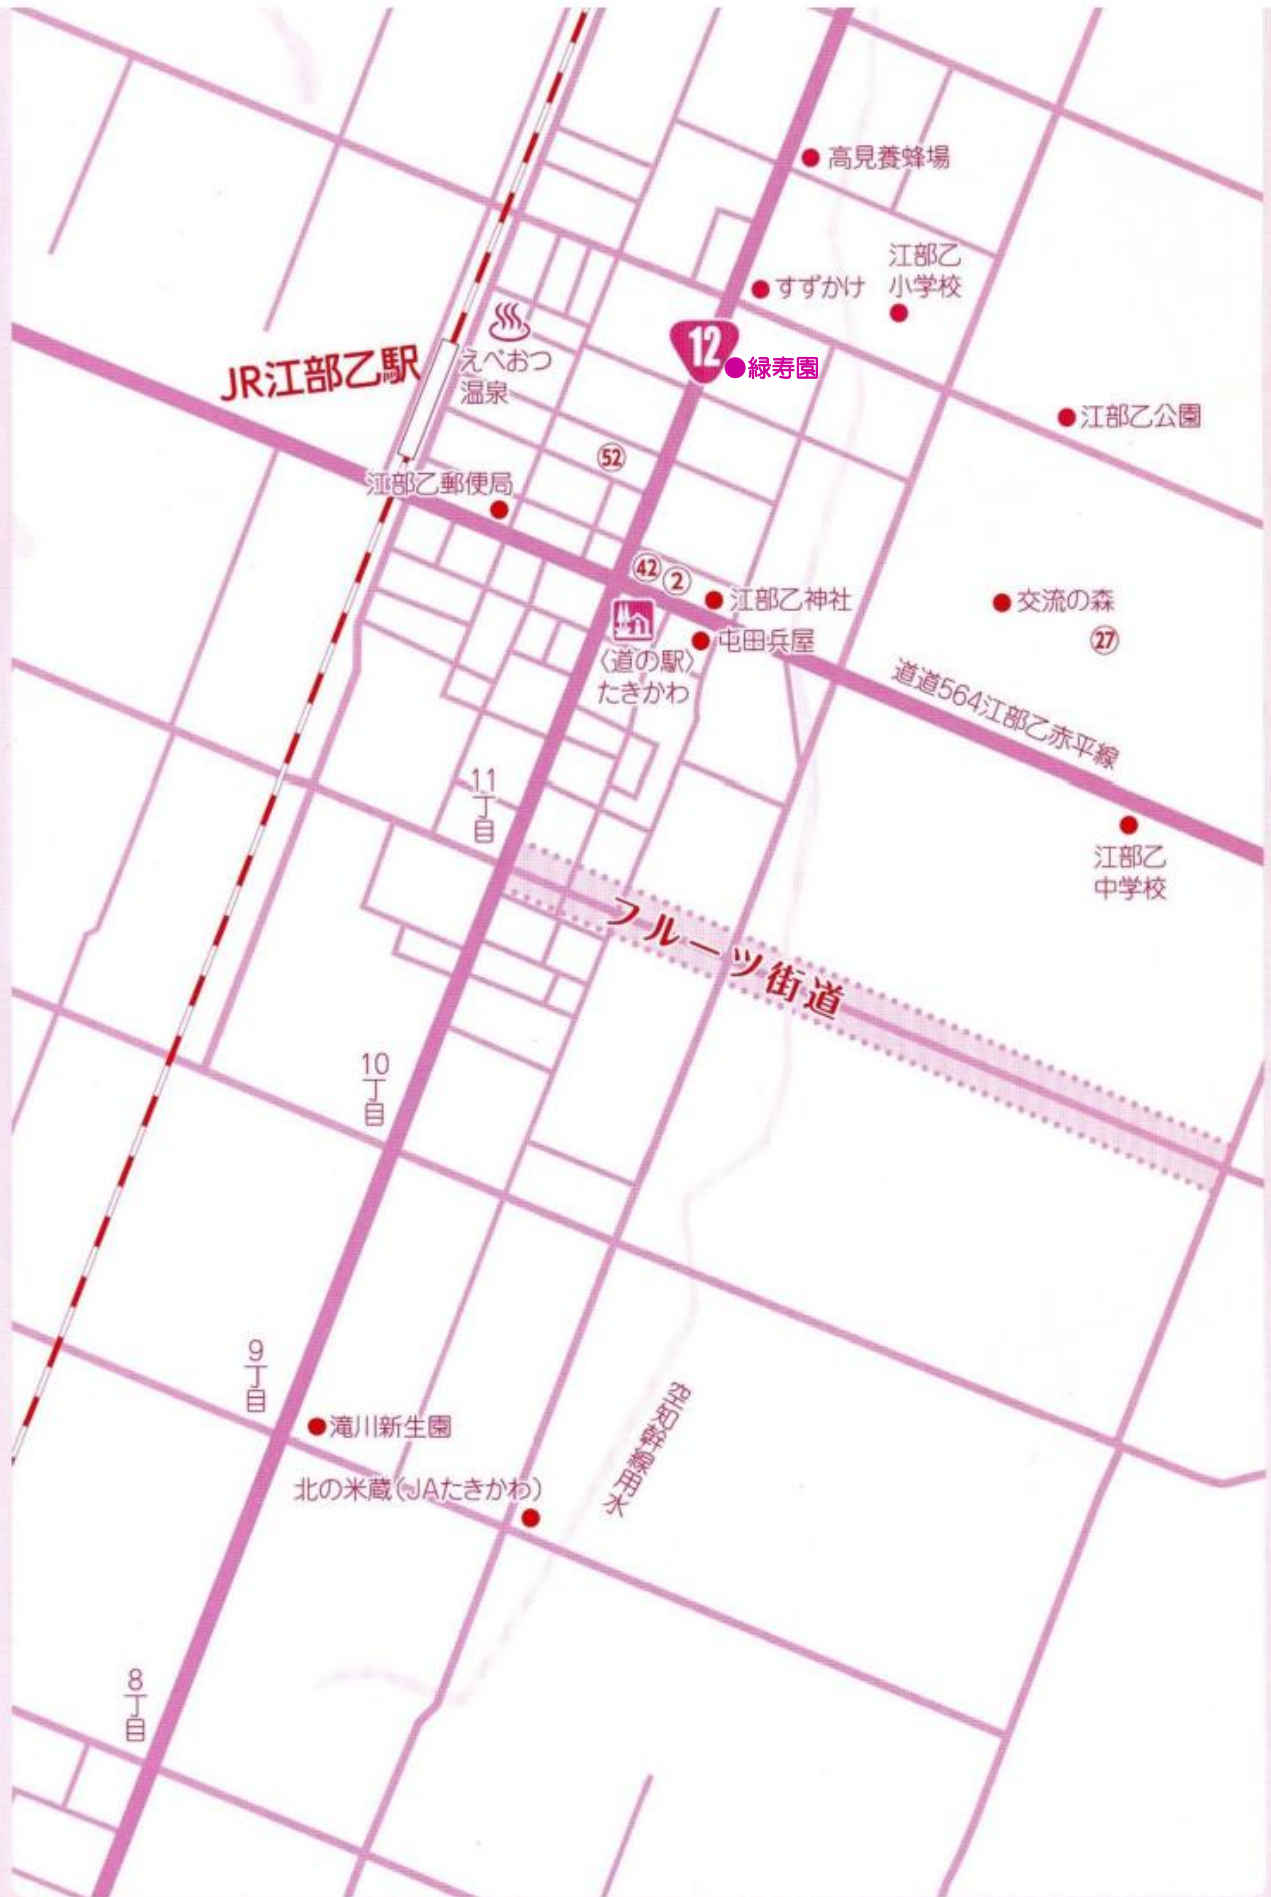 高見養蜂場
江部乙
小学校
すずかけ
12
緑寿園
JR江部乙駅
えべおつ
温泉
江部乙公園
52
江部乙郵便局
42
2
江部乙神社
交流の森
27
屯田兵屋
〈道の駅〉
たきかわ
道道564江部乙赤平線
11丁目
江部乙
中学校
フルーツ街道
10丁目
9丁目
滝川新生園
北の米蔵(JAたきかわ)
空知幹線用水
8丁目